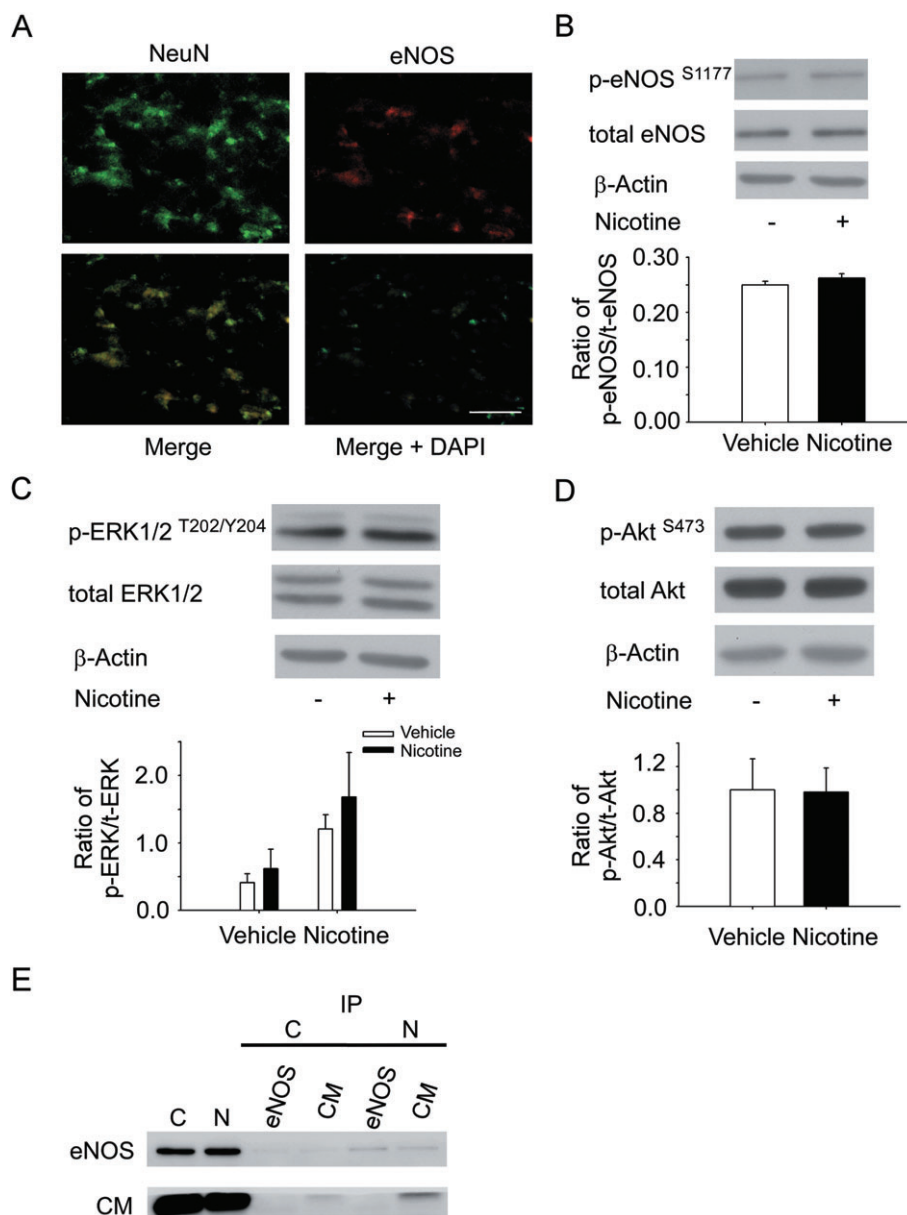 A
NeuN
eNOS
Merge
Merge + DAPI
B
p-eNOS S1177
total eNOS
β-Actin
Nicotine - +
Ratio of
p-eNOS/t-eNOS
0.30
0.20
0.10
0.00
Vehicle Nicotine
C
p-ERK1/2 T202/Y204
total ERK1/2
β-Actin
Nicotine - +
Vehicle
Nicotine
Ratio of
p-ERK/t-ERK
2.0
1.0
0.0
Vehicle Nicotine
D
p-Akt S473
total Akt
β-Actin
Nicotine - +
Ratio of
p-Akt/t-Akt
1.2
0.8
0.4
0.0
Vehicle Nicotine
E
IP
C N
C N eNOS CM eNOS CM
eNOS
CM